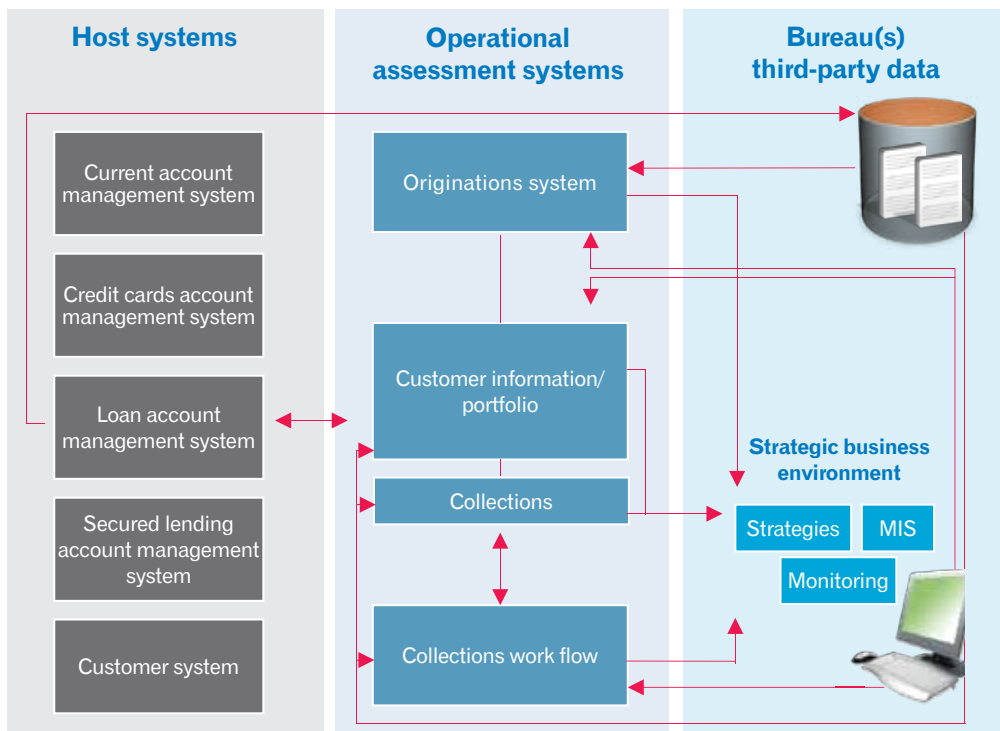 Host systems
Current account
management system
Credit cards account
management system
Loan account
management system
Secured lending
account management
system
Customer system
Operational
assessment systems
Originations system
Customer information/
portfolio
Collections
Collections work flow
Bureau(s)
third-party data
Strategic business
environment
Strategies
MIS
Monitoring